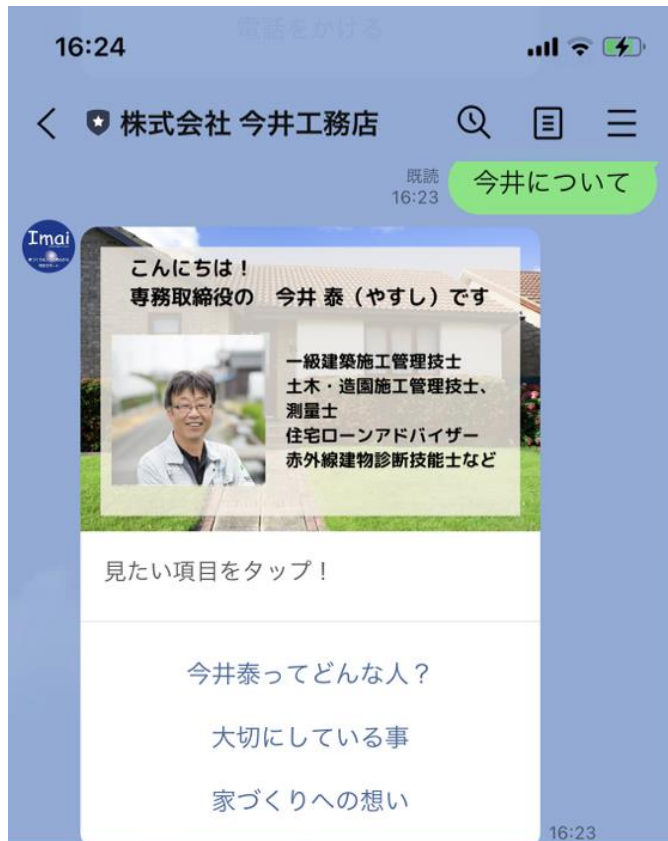 電話をかける
16:24
株式会社 今井工務店
既読
16:23
今井について
Imai
こんにちは！
専務取締役の　今井 泰（やすし）です
一級建築施工管理技士
土木・造園施工管理技士、
測量士
住宅ローンアドバイザー
赤外線建物診断技能士など
見たい項目をタップ！
今井泰ってどんな人？
大切にしている事
家づくりへの想い
16:23